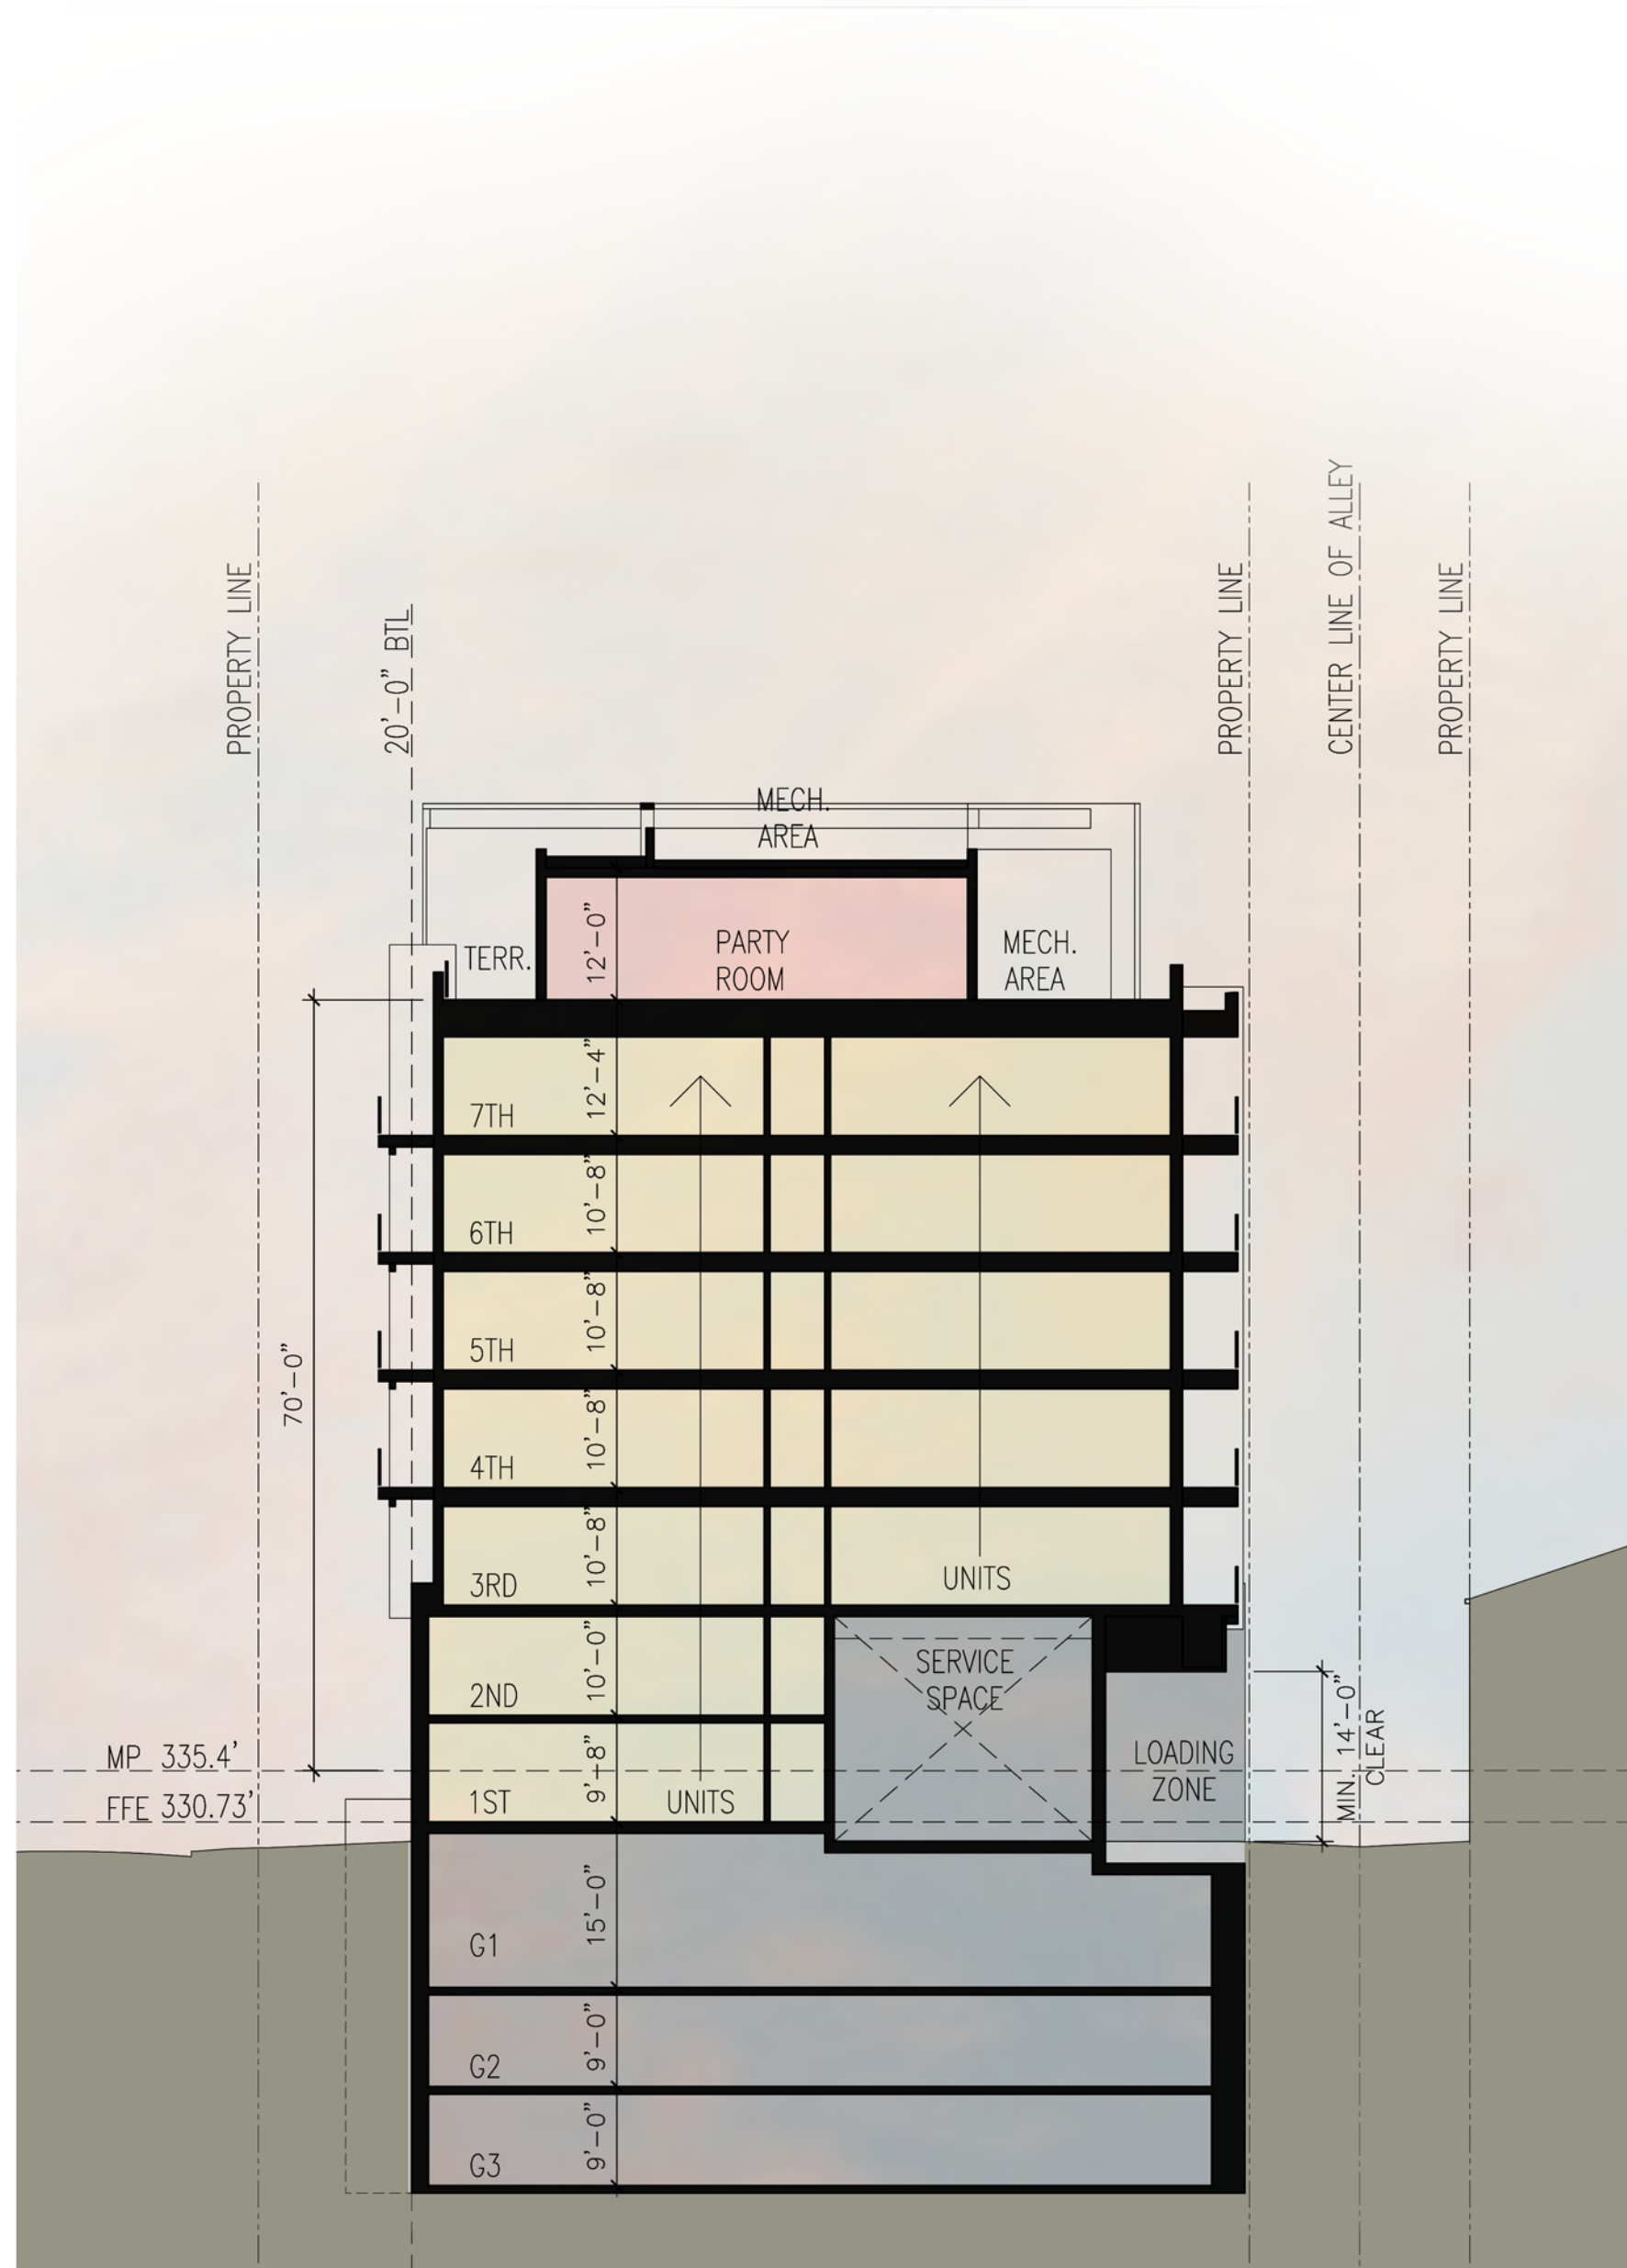 CENTER LINE OF ALLEY
PROPERTY LINE
PROPERTY LINE
PROPERTY LINE
20'-0" BTL
MECH.
AREA
TERR.
12'-0"
PARTY
ROOM
MECH.
AREA
7TH
12'-4"
6TH
10'-8"
5TH
10'-8"
70'-0"
4TH
10'-8"
3RD
10'-8"
UNITS
2ND
10'-0"
SERVICE
SPACE
MP 335.4'
FFE 330.73'
1ST
9'-8"
UNITS
LOADING
ZONE
MIN. 14'-0"
CLEAR
G1
15'-0"
G2
9'-0"
G3
9'-0"